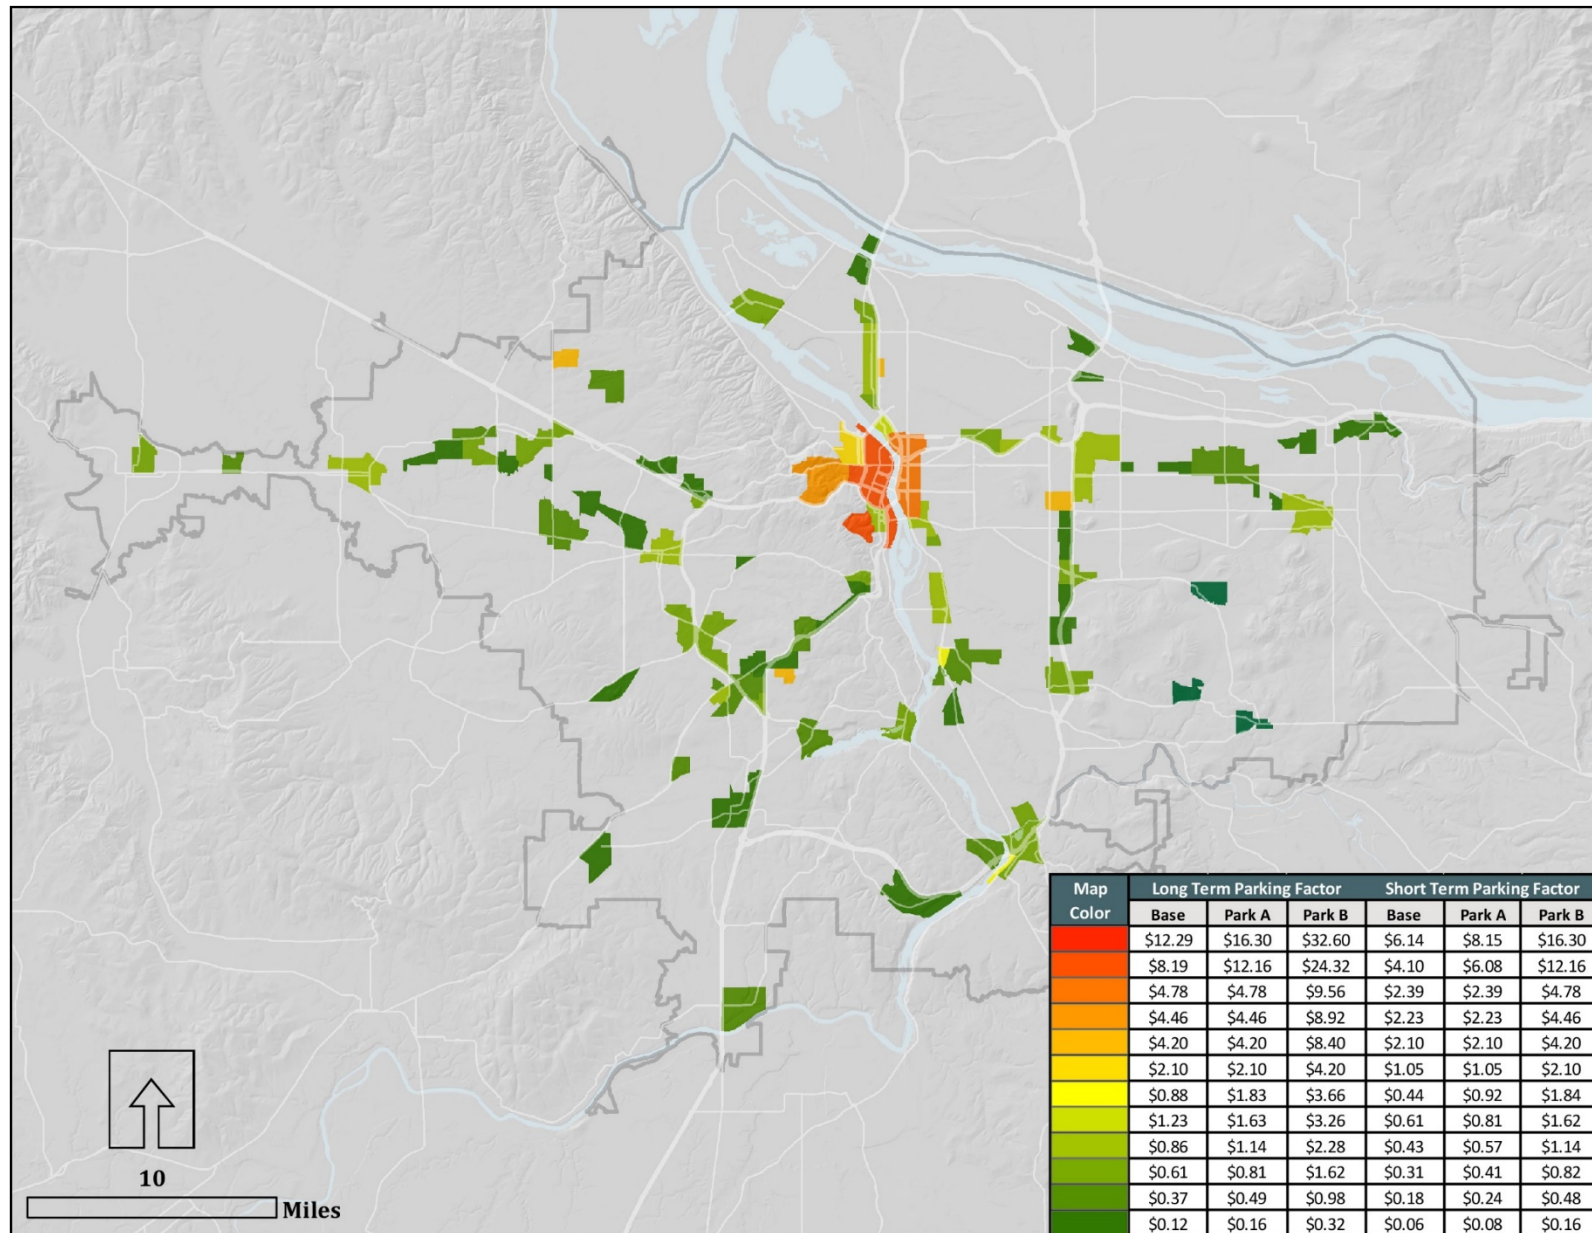 10
Miles
Map Color Long Term Parking Factor Short Term Parking Factor
Base Park A Park B Base Park A Park B
$12.29 $16.30 $32.60 $6.14 $8.15 $16.30
$8.19 $12.16 $24.32 $4.10 $6.08 $12.16
$4.78 $4.78 $9.56 $2.39 $2.39 $4.78
$4.46 $4.46 $8.92 $2.23 $2.23 $4.46
$4.20 $4.20 $8.40 $2.10 $2.10 $4.20
$2.10 $2.10 $4.20 $1.05 $1.05 $2.10
$0.88 $1.83 $3.66 $0.44 $0.92 $1.84
$1.23 $1.63 $3.26 $0.61 $0.81 $1.62
$0.86 $1.14 $2.28 $0.43 $0.57 $1.14
$0.61 $0.81 $1.62 $0.31 $0.41 $0.82
$0.37 $0.49 $0.98 $0.18 $0.24 $0.48
$0.12 $0.16 $0.32 $0.06 $0.08 $0.16